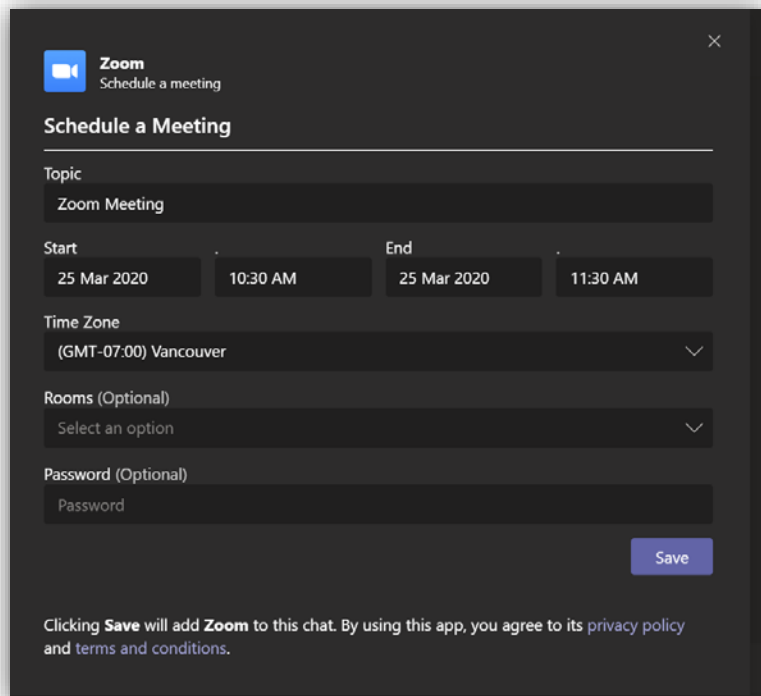 Zoom
Schedule a meeting
Schedule a Meeting
Topic
Zoom Meeting
Start . End .
25 Mar 2020 10:30 AM 25 Mar 2020 11:30 AM
Time Zone
(GMT-07:00) Vancouver
Rooms (Optional)
Select an option
Password (Optional)
Password
Save
Clicking Save will add Zoom to this chat. By using this app, you agree to its privacy policy
and terms and conditions.